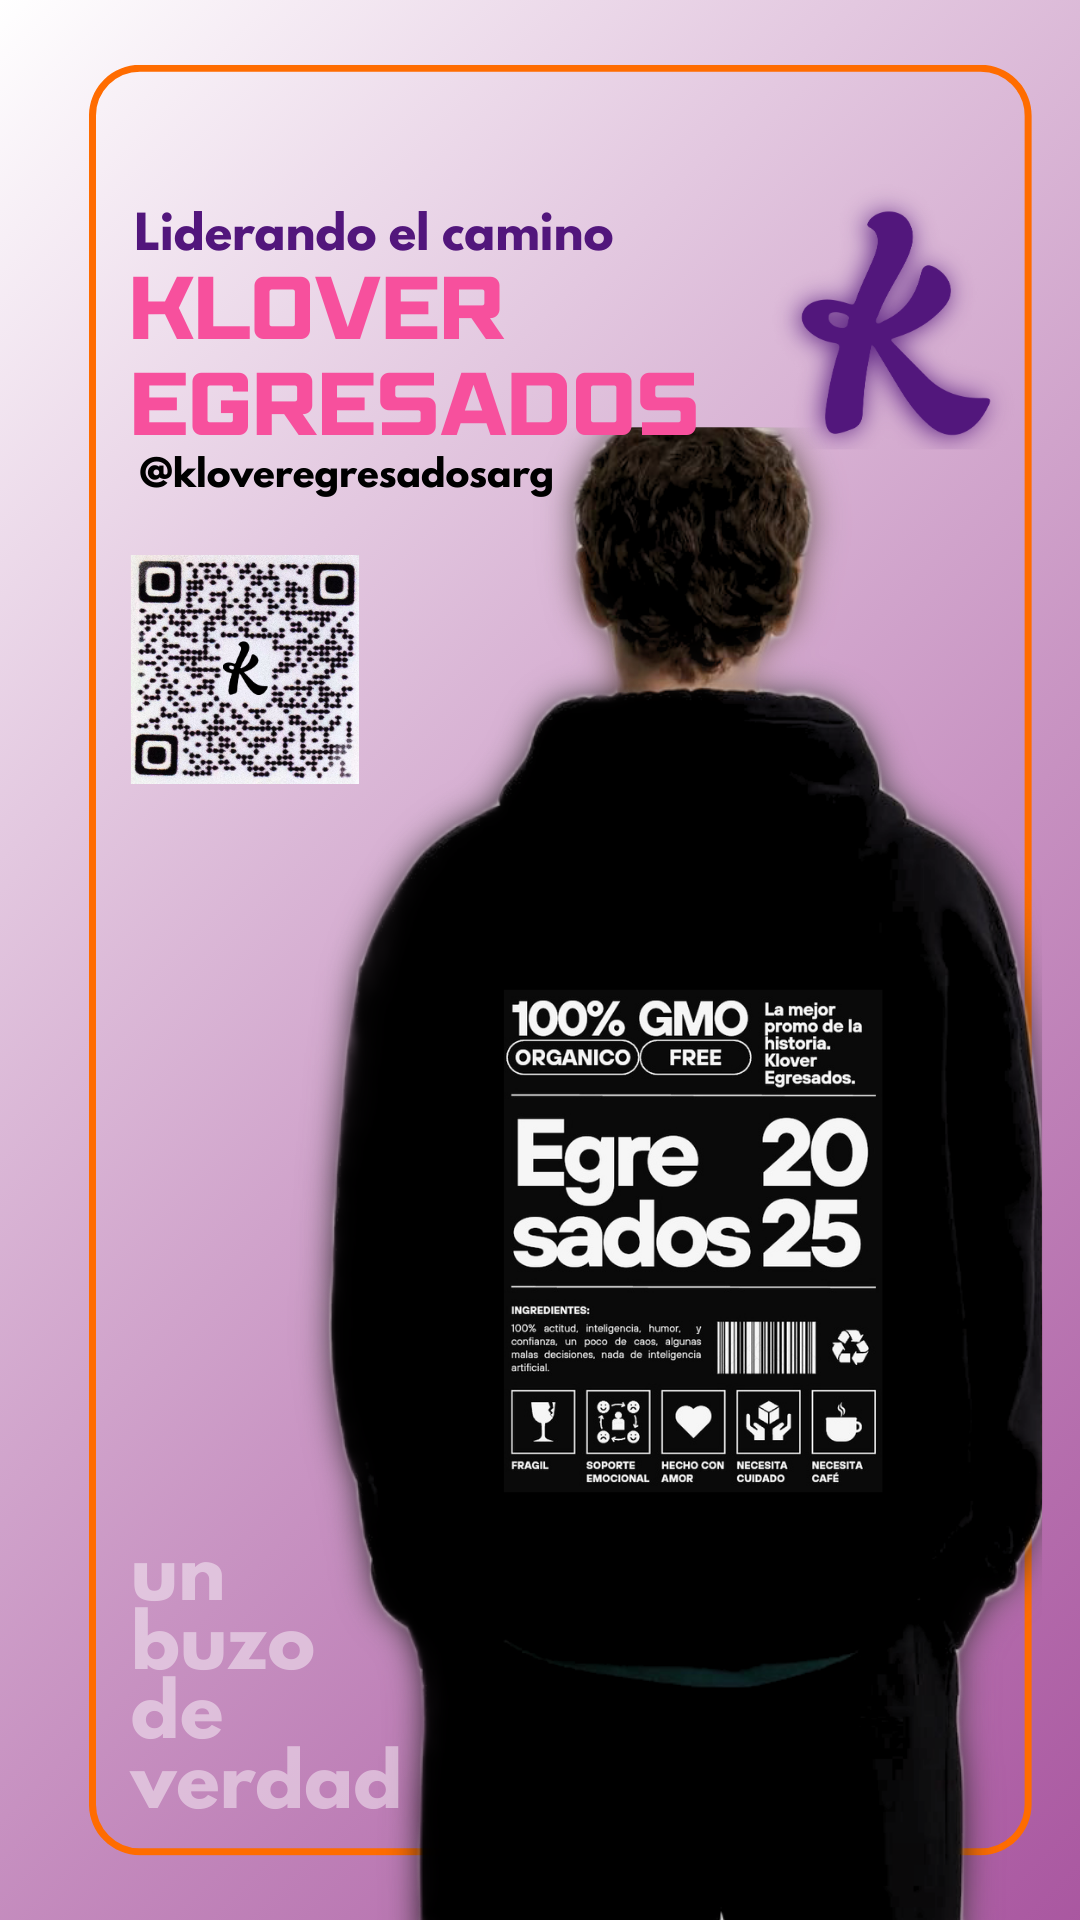 Liderando el camino
KLOVER
EGRESADOS
@kloveregresadosarg
K
K
100% GMO
ORGANICO FREE
La mejor
promo de la
historia.
Klover
Egresados.
Egre 20
sados 25
INGREDIENTES:
100% actitud, inteligencia, humor, y
confianza, un poco de caos, algunas
malas decisiones, nada de inteligencia
artificial.
FRAGIL
SOPORTE
EMOCIONAL
HECHO CON
AMOR
NECESITA
CUIDADO
NECESITA
CAFÉ
un
buzo
de
verdad